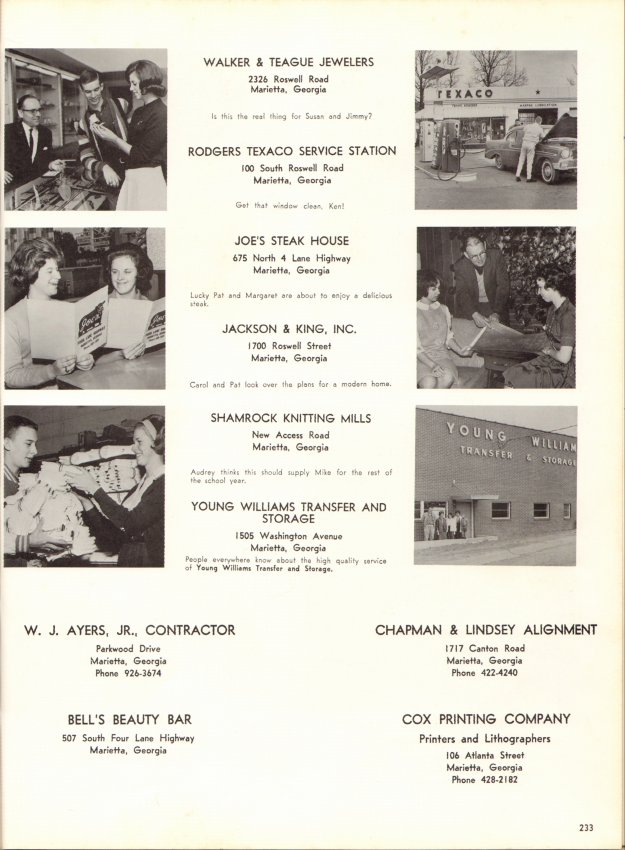 WALKER & TEAGUE JEWELERS
2326 Roswell Road
Marietta, Georgia
Is this the real thing for Susan and Jimmy?
TEXACO
RODGERS TEXACO SERVICE STATION
100 South Roswell Road
Marietta, Georgia
Get that window clean, Ken!
JOE'S STEAK HOUSE
675 North 4 Lane Highway
Marietta, Georgia
Lucky Pat and Margaret are about to enjoy a delicious
steak.
JACKSON & KING, INC.
1700 Roswell Street
Marietta, Georgia
Carol and Pat look over the plans for a modern home.
SHAMROCK KNITTING MILLS
New Access Road
Marietta, Georgia
Audrey thinks this should supply Mike for the rest of
the school year.
YOUNG WILLIAM
TRANSFER & STORAGE
YOUNG WILLIAMS TRANSFER AND
STORAGE
1505 Washington Avenue
Marietta, Georgia
People everywhere know about the high quality service
of Young Williams Transfer and Storage.
W. J. AYERS, JR., CONTRACTOR
Parkwood Drive
Marietta, Georgia
Phone 926-3674
CHAPMAN & LINDSEY ALIGNMENT
1717 Canton Road
Marietta, Georgia
Phone 422-4240
BELL'S BEAUTY BAR
507 South Four Lane Highway
Marietta, Georgia
COX PRINTING COMPANY
Printers and Lithographers
106 Atlanta Street
Marietta, Georgia
Phone 428-2182
233